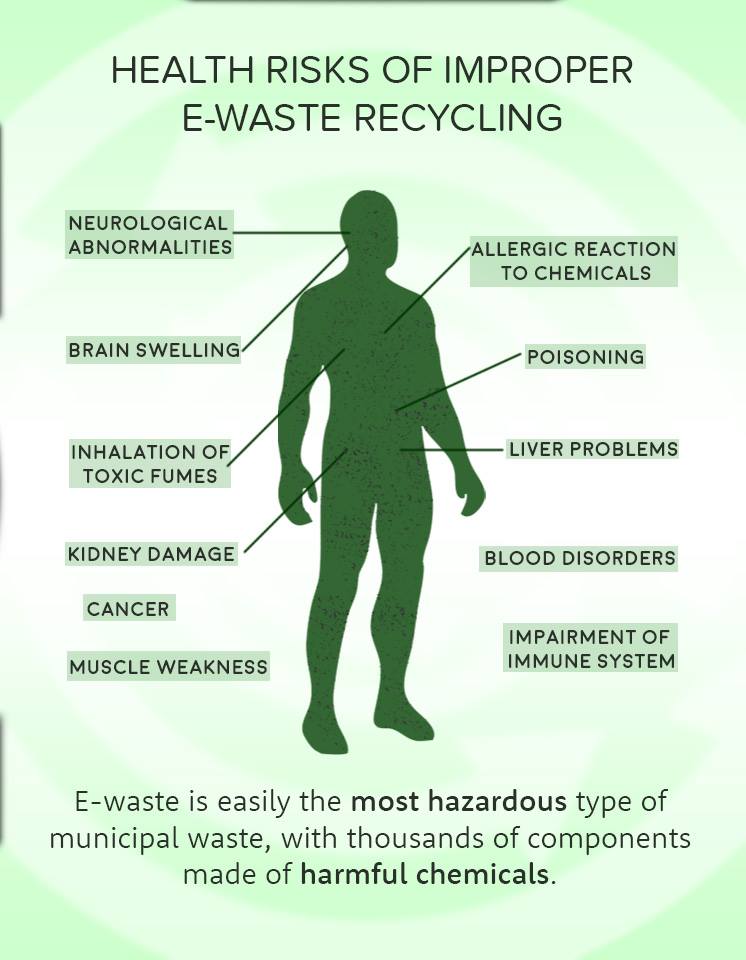 HEALTH RISKS OF IMPROPER
E-WASTE RECYCLING
NEUROLOGICAL
ABNORMALITIES
ALLERGIC REACTION
TO CHEMICALS
BRAIN SWELLING
POISONING
INHALATION OF
TOXIC FUMES
LIVER PROBLEMS
KIDNEY DAMAGE
BLOOD DISORDERS
CANCER
IMPAIRMENT OF
IMMUNE SYSTEM
MUSCLE WEAKNESS
E-waste is easily the most hazardous type of
municipal waste, with thousands of components
made of harmful chemicals.